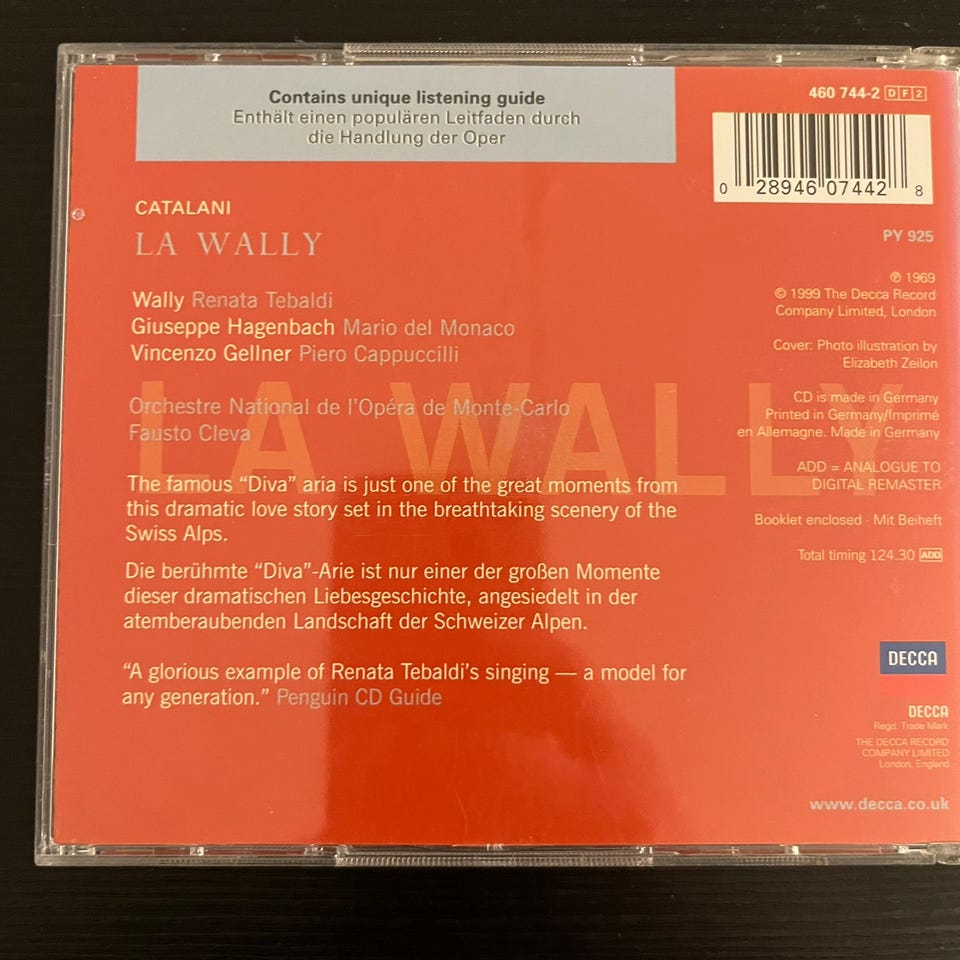 Contains unique listening guide
Enthält einen populären Leitfaden durch
die Handlung der Oper
460 744-2 DF2
0 28946 07442 8
PY 925
CATALANI
LA WALLY
Wally Renata Tebaldi
Giuseppe Hagenbach Mario del Monaco
Vincenzo Gellner Piero Cappuccilli
LA WALLY
Orchestre National de l'Opéra de Monte-Carlo
Fausto Cleva
The famous “Diva” aria is just one of the great moments from
this dramatic love story set in the breathtaking scenery of the
Swiss Alps.
Die berühmte “Diva”-Arie ist nur einer der großen Momente
dieser dramatischen Liebesgeschichte, angesiedelt in der
atemberaubenden Landschaft der Schweizer Alpen.
“A glorious example of Renata Tebaldi's singing — a model for
any generation.” Penguin CD Guide
℗ 1969
© 1999 The Decca Record
Company Limited, London
Cover: Photo illustration by
Elizabeth Zeilon
CD is made in Germany
Printed in Germany/Imprimé
en Allemagne. Made in Germany
ADD = ANALOGUE TO
DIGITAL REMASTER
Booklet enclosed · Mit Beiheft
Total timing 124.30 ADD
DECCA
DECCA
Regd. Trade Mark
THE DECCA RECORD
COMPANY LIMITED
London, England
www.decca.co.uk